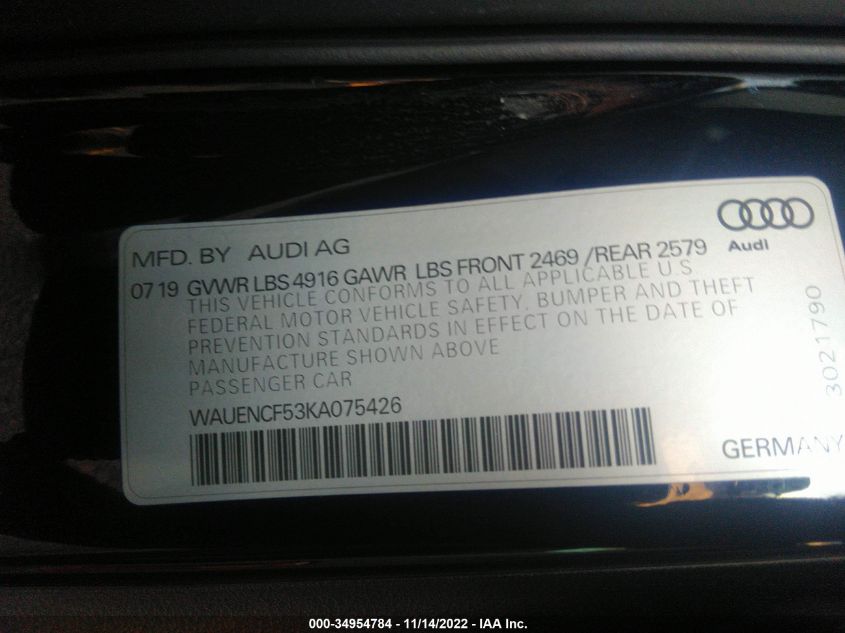 MFD. BY AUDI AG
Audi
07 19 GVWR LBS 4916 GAWR LBS FRONT 2469 /REAR 2579
THIS VEHICLE CONFORMS TO ALL APPLICABLE U.S
FEDERAL MOTOR VEHICLE SAFETY, BUMPER AND THEFT
PREVENTION STANDARDS IN EFFECT ON THE DATE OF
MANUFACTURE SHOWN ABOVE
PASSENGER CAR
WAUENCF53KA075426
3021790
GERMANY
000-34954784 - 11/14/2022 - IAA Inc.